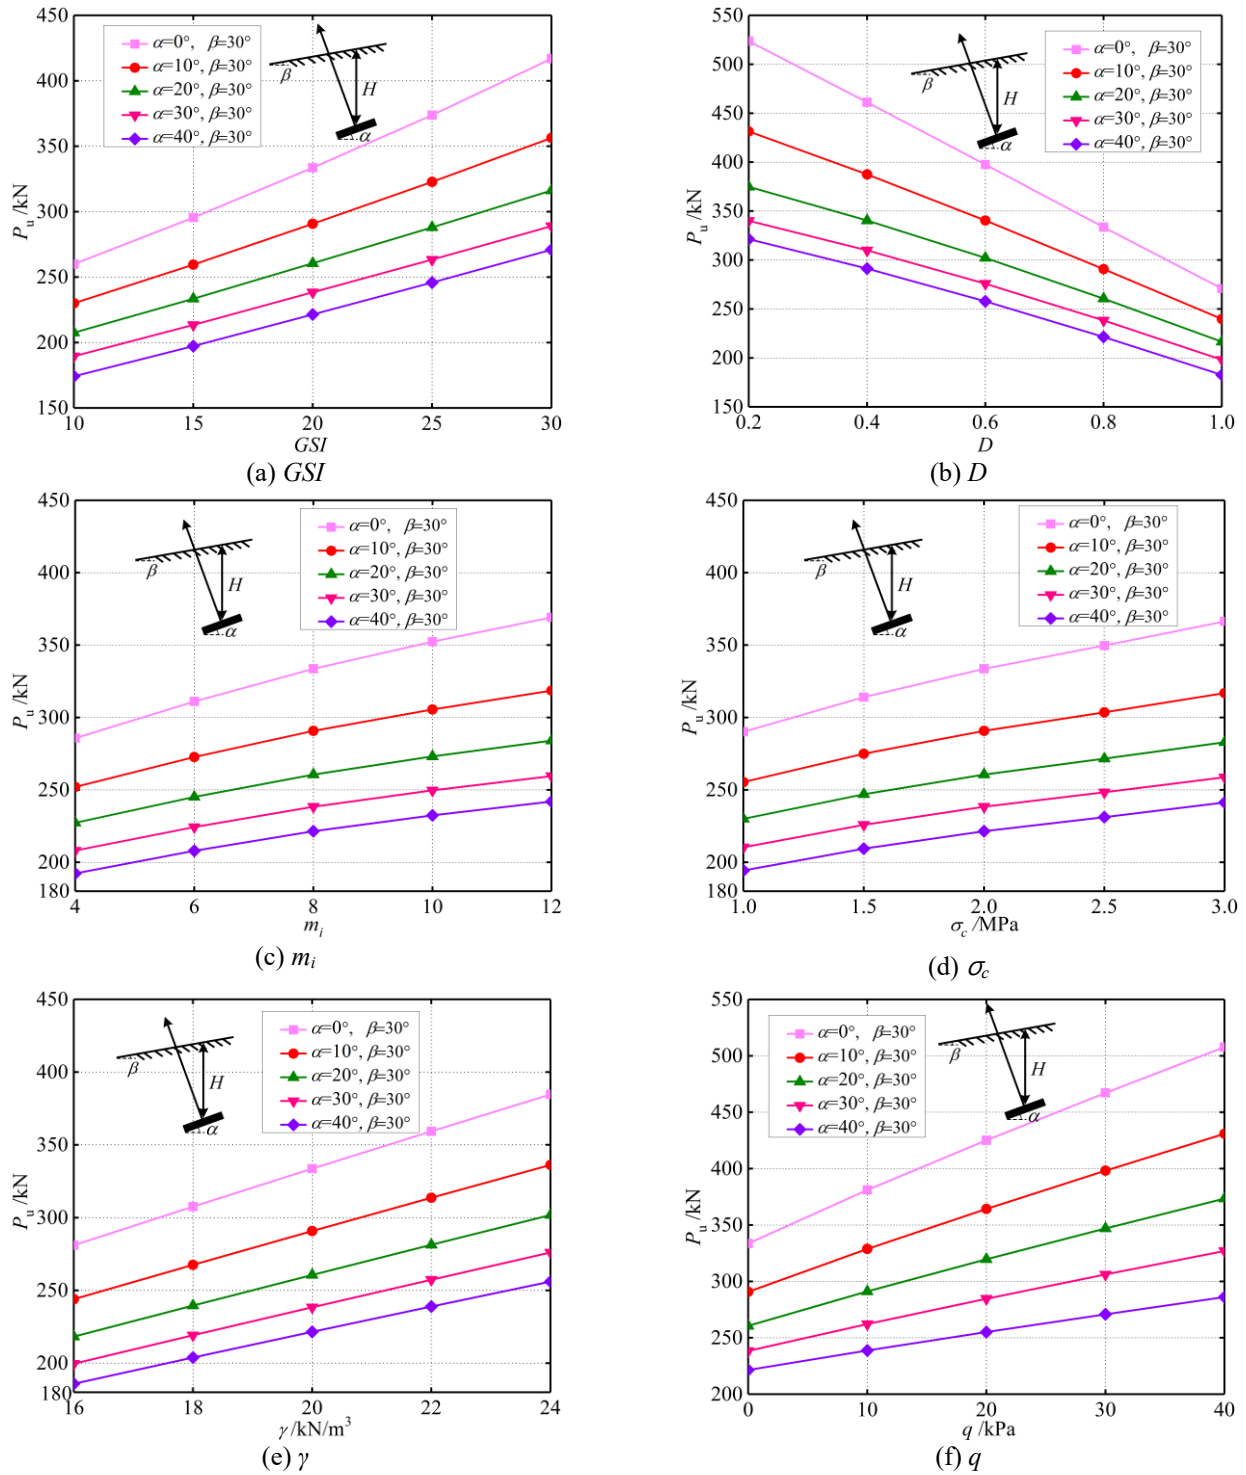 450
400
350
300
250
200
150
P_u /kN
α=0°, β=30°
α=10°, β=30°
α=20°, β=30°
α=30°, β=30°
α=40°, β=30°
β
H
α
10 15 20 25 30
GSI
(a) GSI
550
500
450
400
350
300
250
200
150
P_u /kN
α=0°, β=30°
α=10°, β=30°
α=20°, β=30°
α=30°, β=30°
α=40°, β=30°
β
H
α
0.2 0.4 0.6 0.8 1.0
D
(b) D
450
400
350
300
250
200
180
P_u /kN
α=0°, β=30°
α=10°, β=30°
α=20°, β=30°
α=30°, β=30°
α=40°, β=30°
β
H
α
4 6 8 10 12
m_i
(c) m_i
450
400
350
300
250
200
180
P_u /kN
α=0°, β=30°
α=10°, β=30°
α=20°, β=30°
α=30°, β=30°
α=40°, β=30°
β
H
α
1.0 1.5 2.0 2.5 3.0
σ_c /MPa
(d) σ_c
450
400
350
300
250
200
180
P_u /kN
α=0°, β=30°
α=10°, β=30°
α=20°, β=30°
α=30°, β=30°
α=40°, β=30°
β
H
α
16 18 20 22 24
γ /kN/m³
(e) γ
550
500
450
400
350
300
250
200
P_u /kN
α=0°, β=30°
α=10°, β=30°
α=20°, β=30°
α=30°, β=30°
α=40°, β=30°
β
H
α
0 10 20 30 40
q /kPa
(f) q